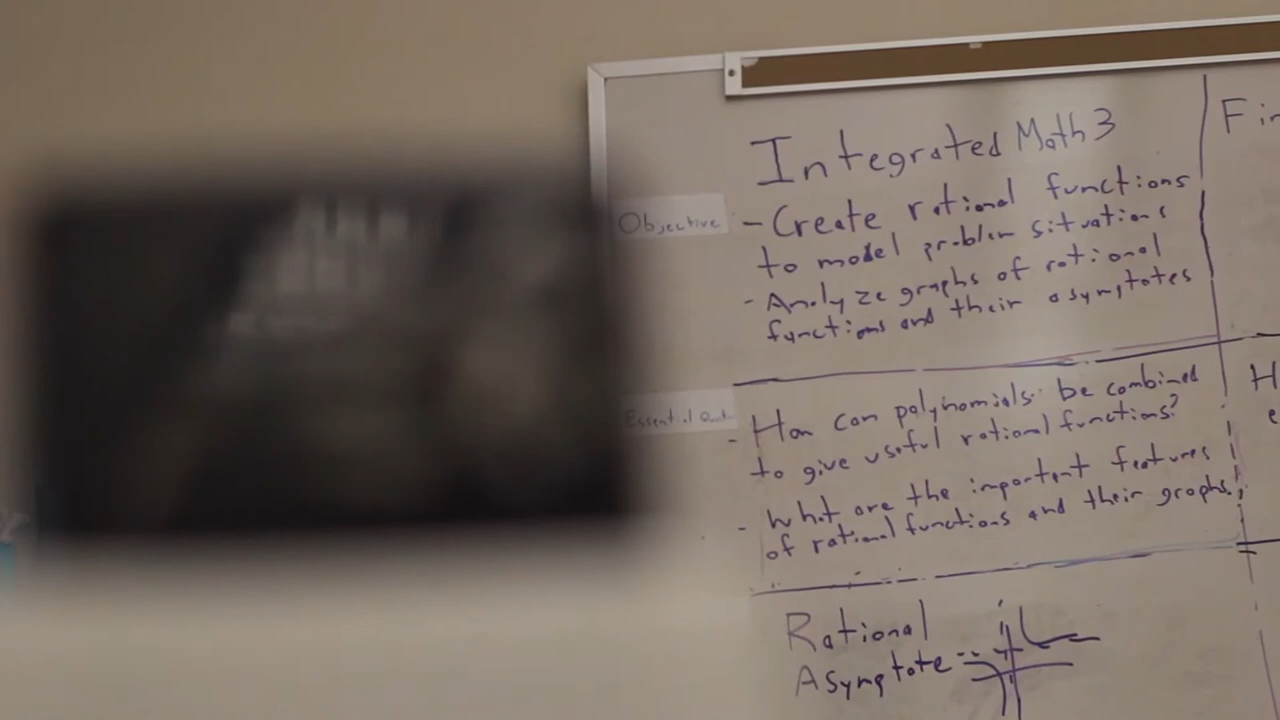 Integrated Math 3
Objective
- Create rational functions
to model problem situations
- Analyze graphs of rational
functions and their asymptotes
Essential
- How can polynomials be combined
to give useful rational functions?
- What are the important features
of rational functions and their graphs.
Rational
Asymptote
Fi
H
e